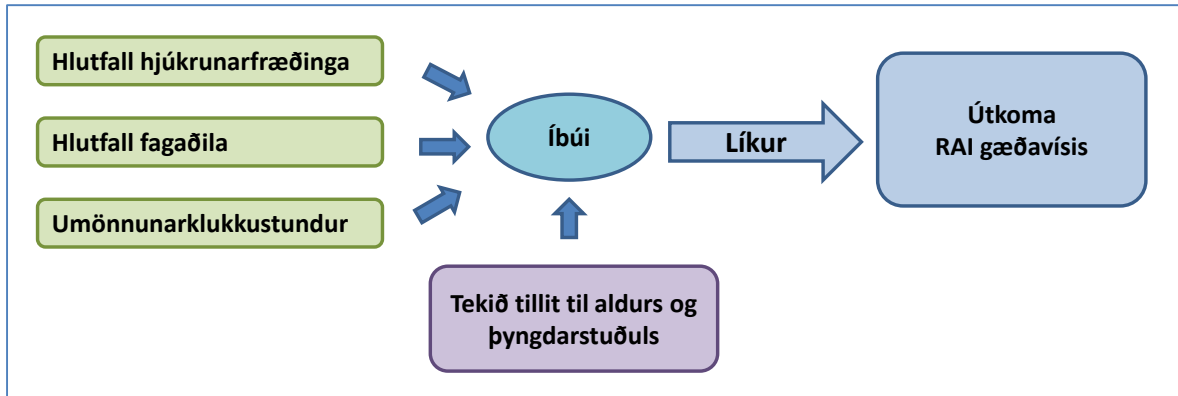 Hlutfall hjúkrunarfræðinga
Hlutfall fagaðila
Umönnunarklukkustundur
Íbúi
Líkur
Útkoma
RAI gæðavísis
Tekið tillit til aldurs og
þyngdarstuðuls